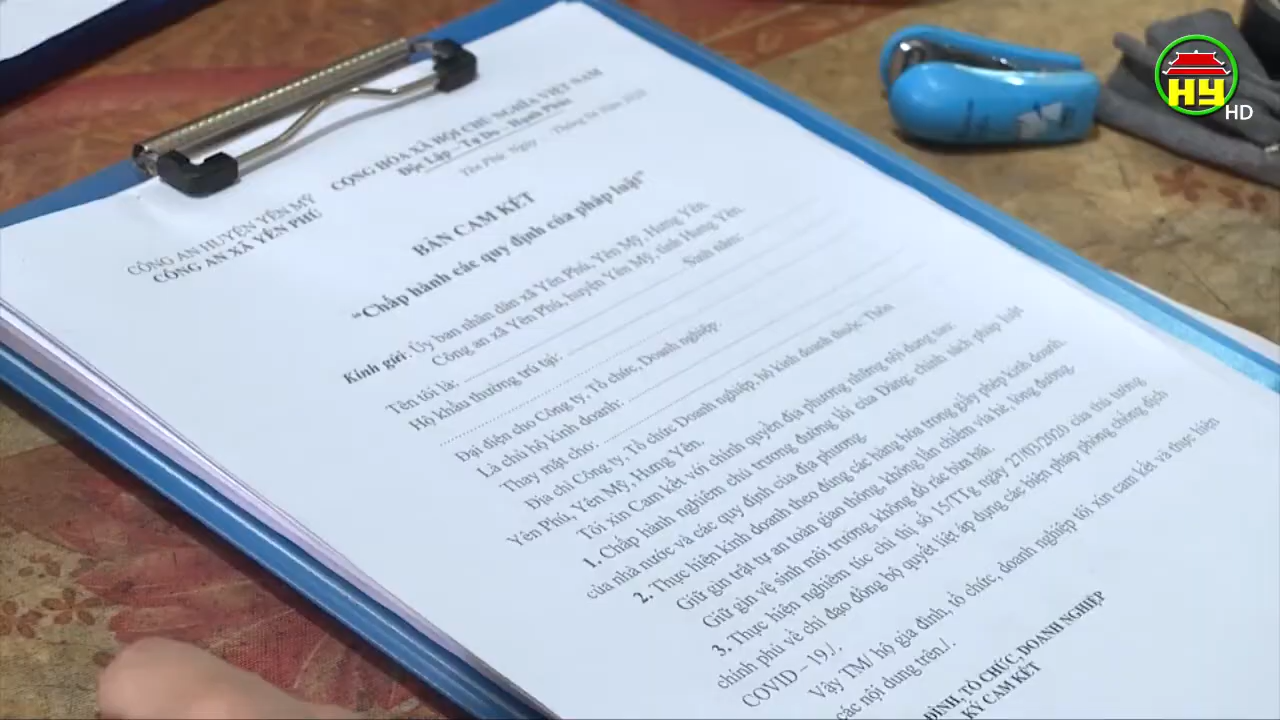 CÔNG AN HUYỆN YÊN MỸ
CÔNG AN XÃ YÊN PHÚ
CỘNG HÒA XÃ HỘI CHỦ NGHĨA VIỆT NAM
Độc Lập – Tự Do – Hạnh Phúc
Yên Phú, Ngày Tháng 04 Năm 2020
BẢN CAM KẾT
“Chấp hành các quy định của pháp luật”
Kính gửi: Ủy ban nhân dân xã Yên Phú, Yên Mỹ, Hưng Yên
Công an xã Yên Phú, huyện Yên Mỹ, tỉnh Hưng Yên.
Tên tôi là: Sinh năm:
Hộ khẩu thường trú tại:
Đại diện cho Công ty, Tổ chức, Doanh nghiệp.
Là chủ hộ kinh doanh:
Thay mặt cho:
Địa chỉ Công ty, Tổ chức Doanh nghiệp, hộ kinh doanh thuộc: Thôn
Yên Phú, Yên Mỹ, Hưng Yên.
Tôi xin Cam kết với chính quyền địa phương những nội dung sau:
1. Chấp hành nghiêm chủ trương đường lối của Đảng, chính sách pháp luật
của nhà nước và các quy định của địa phương.
2. Thực hiện kinh doanh theo đúng các hàng hóa trong giấy phép kinh doanh.
Giữ gìn trật tự an toàn giao thông, không lấn chiếm vỉa hè, lòng đường.
Giữ gìn vệ sinh môi trường, không đổ rác bừa bãi.
3. Thực hiện nghiêm túc chỉ thị số 15/TTg ngày 27/03/2020 của thủ tướng
chính phủ về chỉ đạo đồng bộ quyết liệt áp dụng các biện pháp phòng chống dịch
COVID – 19./.
Vậy TM/ hộ gia đình, tổ chức, doanh nghiệp tôi xin cam kết và thực hiện
các nội dung trên./.
ĐÌNH, TỔ CHỨC, DOANH NGHIỆP
KÝ CAM KẾT
HY
HD